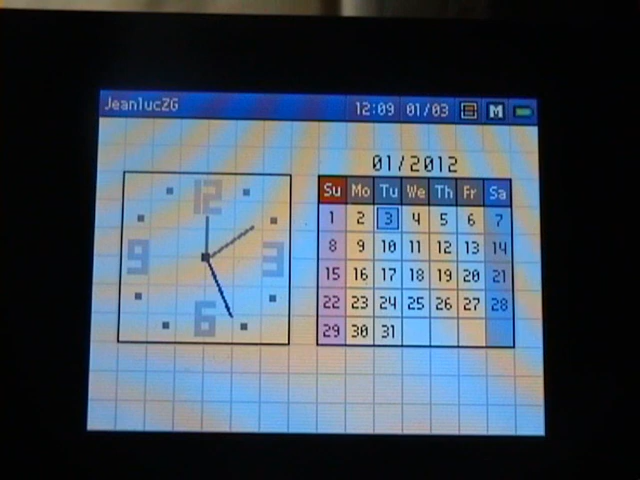 JeanlucZG 12:09 01/03 M
12
9 3
6
01/2012
Su Mo Tu We Th Fr Sa
1 2 3 4 5 6 7
8 9 10 11 12 13 14
15 16 17 18 19 20 21
22 23 24 25 26 27 28
29 30 31